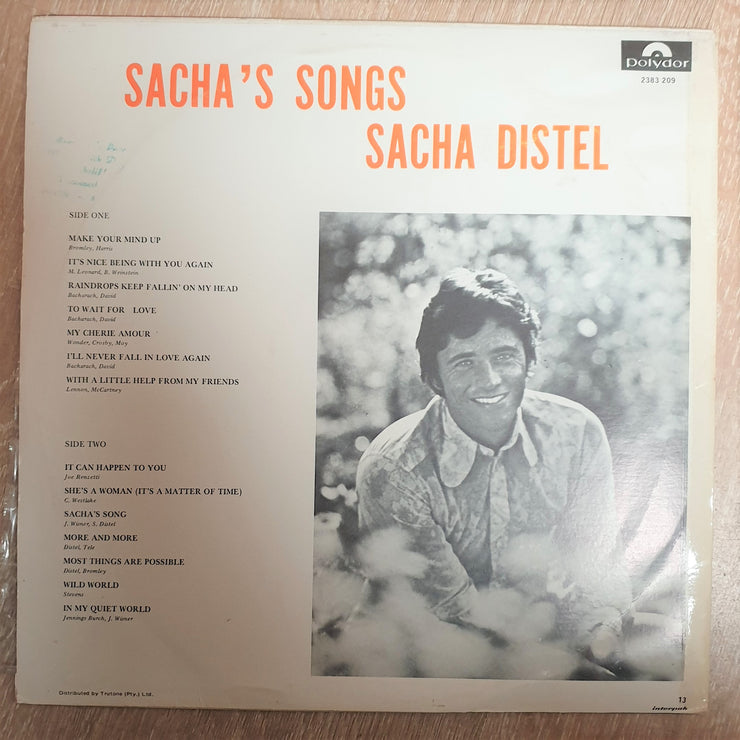 Polydor
2383 209
SACHA'S SONGS
SACHA DISTEL
SIDE ONE
MAKE YOUR MIND UP
Bromley, Harris
IT'S NICE BEING WITH YOU AGAIN
M. Leonard, B. Weinstein
RAINDROPS KEEP FALLIN' ON MY HEAD
Bacharach, David
TO WAIT FOR LOVE
Bacharach, David
MY CHERIE AMOUR
Wonder, Crosby, Moy
I'LL NEVER FALL IN LOVE AGAIN
Bacharach, David
WITH A LITTLE HELP FROM MY FRIENDS
Lennon, McCartney
SIDE TWO
IT CAN HAPPEN TO YOU
Joe Renzetti
SHE'S A WOMAN (IT'S A MATTER OF TIME)
C. Westlake
SACHA'S SONG
J. Wisner, S. Distel
MORE AND MORE
Distel, Tele
MOST THINGS ARE POSSIBLE
Distel, Bromley
WILD WORLD
Stevens
IN MY QUIET WORLD
Jennings Burch, J. Wisner
Distributed by Trutone (Pty.) Ltd.
13
interpak